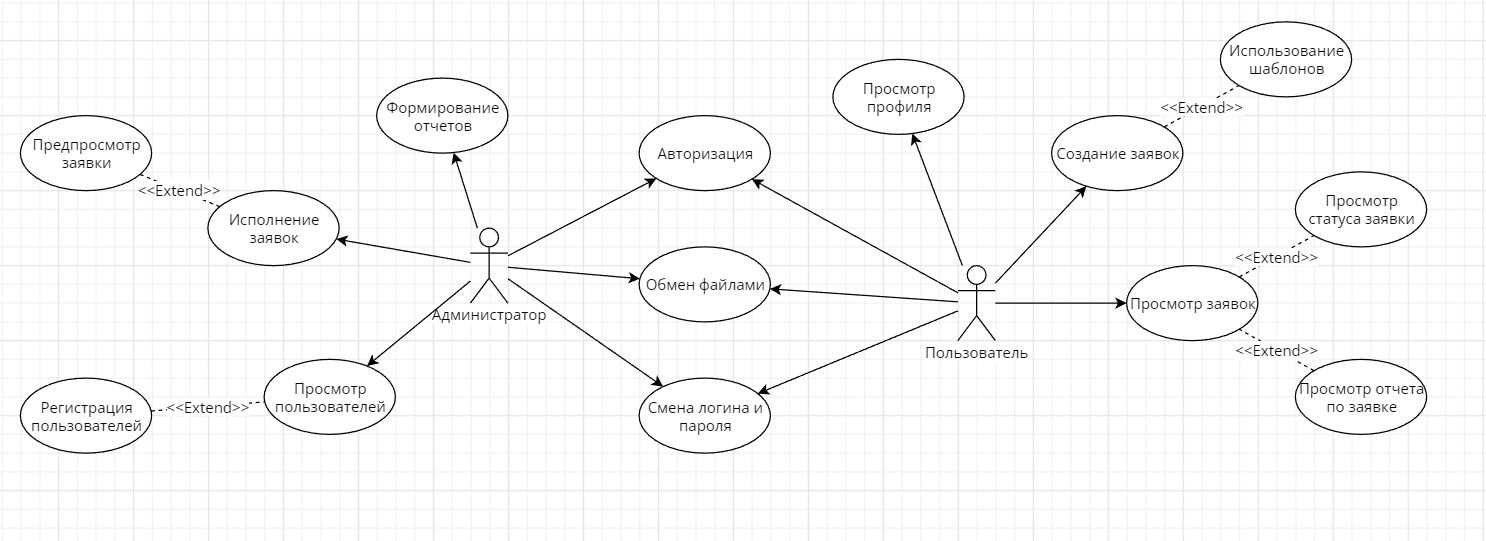 Использование
шаблонов
<<Extend>>
Просмотр
профиля
Формирование
отчетов
Создание заявок
Авторизация
Предпросмотр
заявки
<<Extend>>
Исполнение
заявок
Просмотр
статуса заявки
<<Extend>>
Обмен файлами
Просмотр заявок
Администратор
Пользователь
<<Extend>>
Просмотр отчета
по заявке
Просмотр
пользователей
<<Extend>>
Регистрация
пользователей
Смена логина и
пароля